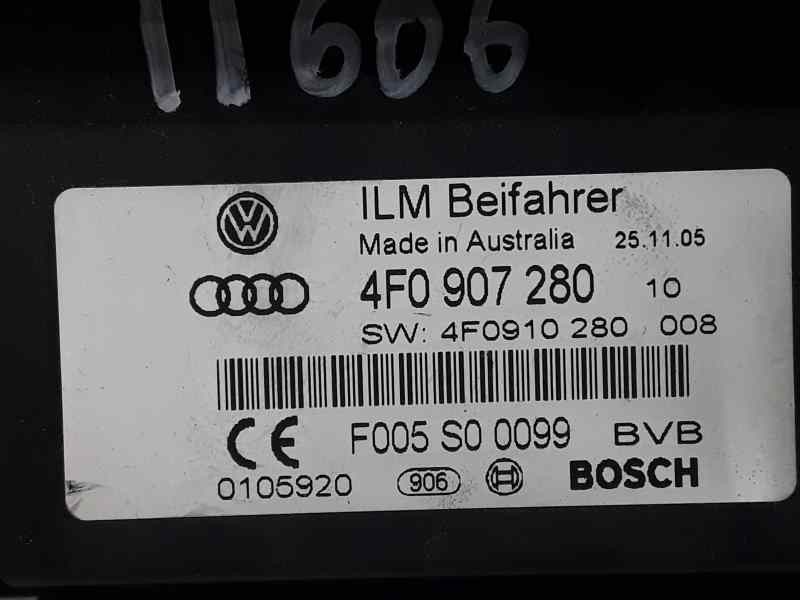 11606
ILM Beifahrer
Made in Australia 25.11.05
4F0 907 280 10
SW: 4F0910 280 008
CE F005 S0 0099 BVB
0105920 906 BOSCH